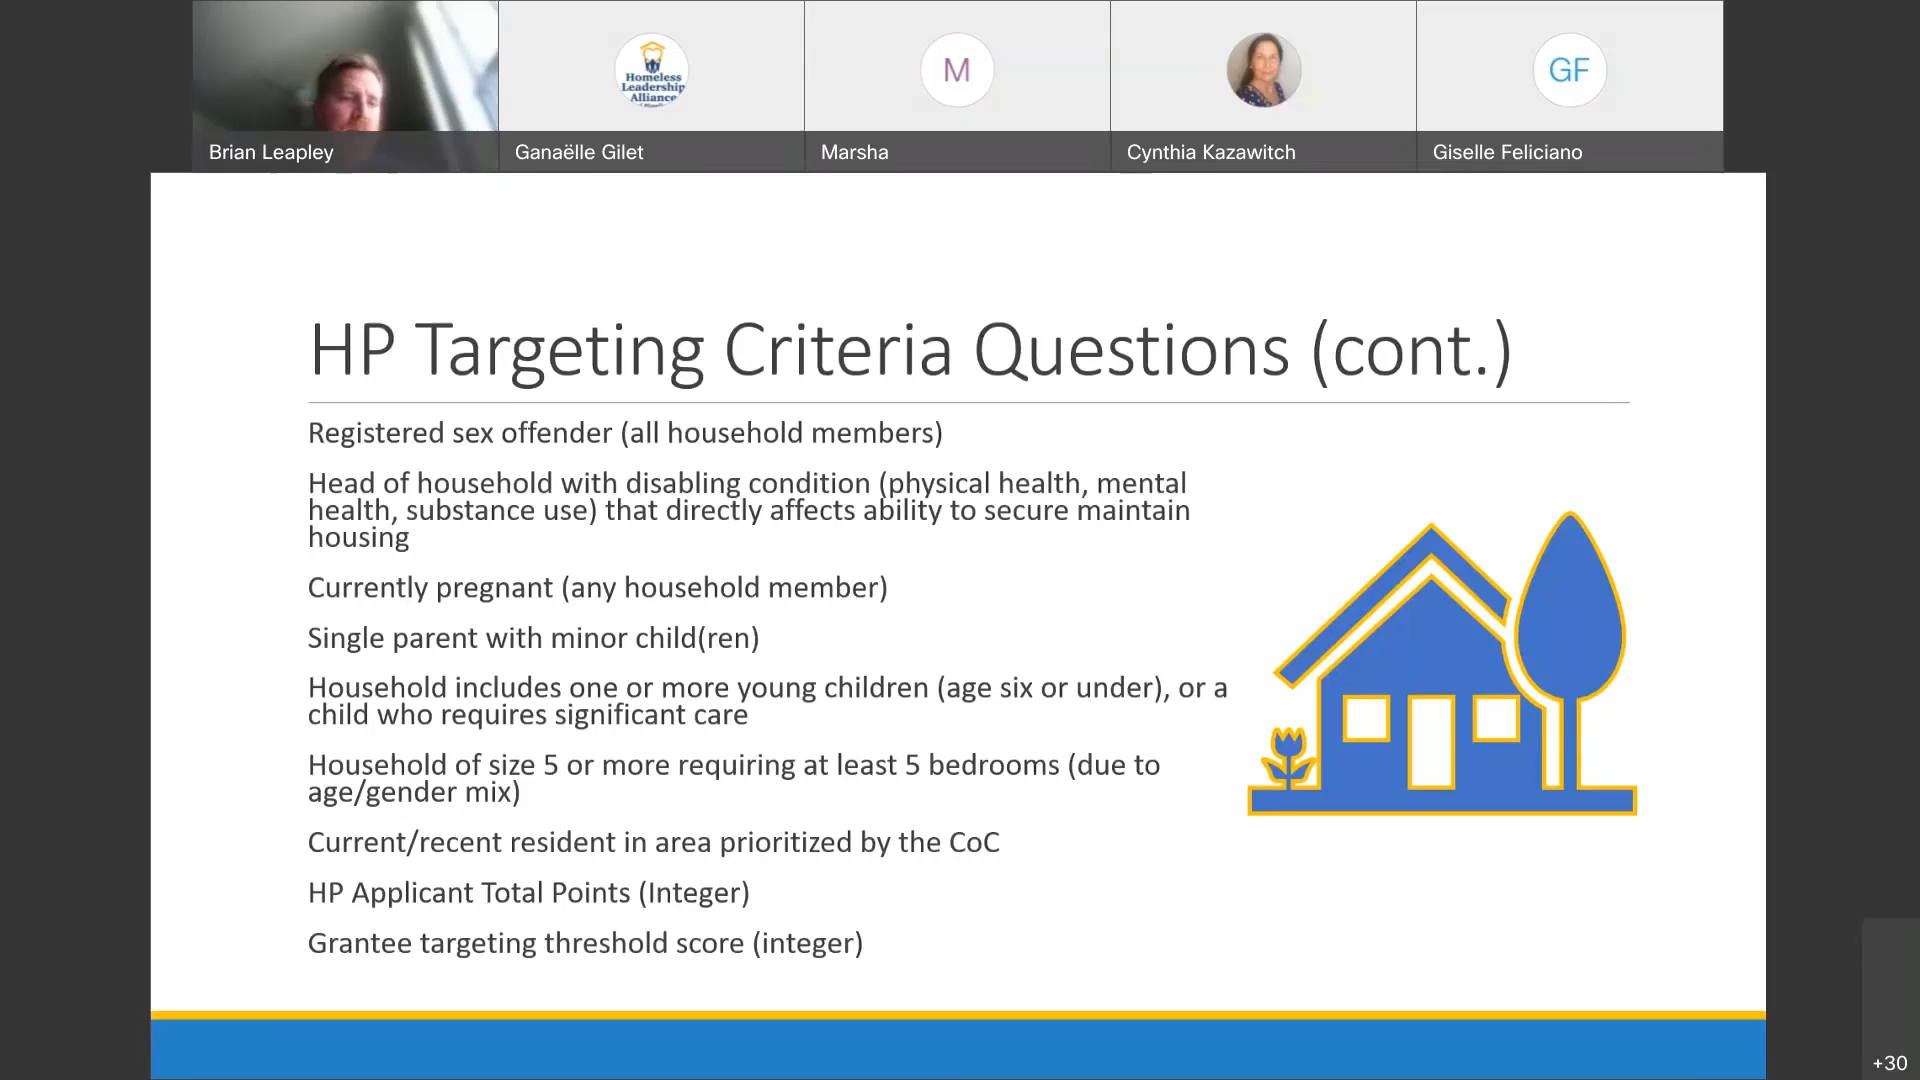 Homeless
Leadership
Alliance
M
GF
Brian Leapley
Ganaëlle Gilet
Marsha
Cynthia Kazawitch
Giselle Feliciano
HP Targeting Criteria Questions (cont.)
Registered sex offender (all household members)
Head of household with disabling condition (physical health, mental
health, substance use) that directly affects ability to secure maintain
housing
Currently pregnant (any household member)
Single parent with minor child(ren)
Household includes one or more young children (age six or under), or a
child who requires significant care
Household of size 5 or more requiring at least 5 bedrooms (due to
age/gender mix)
Current/recent resident in area prioritized by the CoC
HP Applicant Total Points (Integer)
Grantee targeting threshold score (integer)
+30